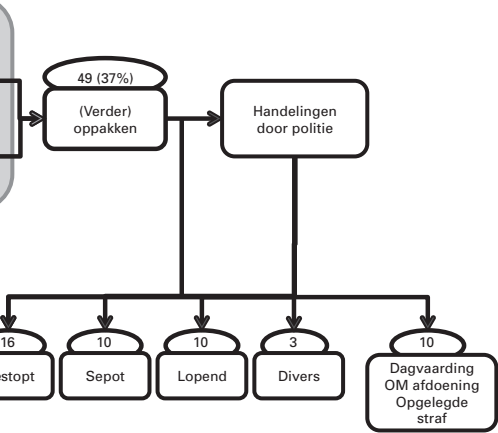 49 (37%)
(Verder)
oppakken
Handelingen
door politie
16
10
10
3
10
estopt
Sepot
Lopend
Divers
Dagvaarding
OM afdoening
Opgelegde
straf